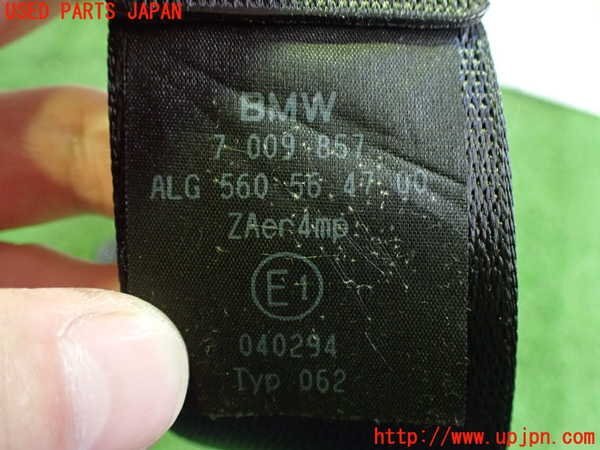 USED PARTS JAPAN
BMW
7 009 857
ALG 560 56 47 00
ZAer4mp
E1
040294
Typ 062
http://www.upjpn.com/